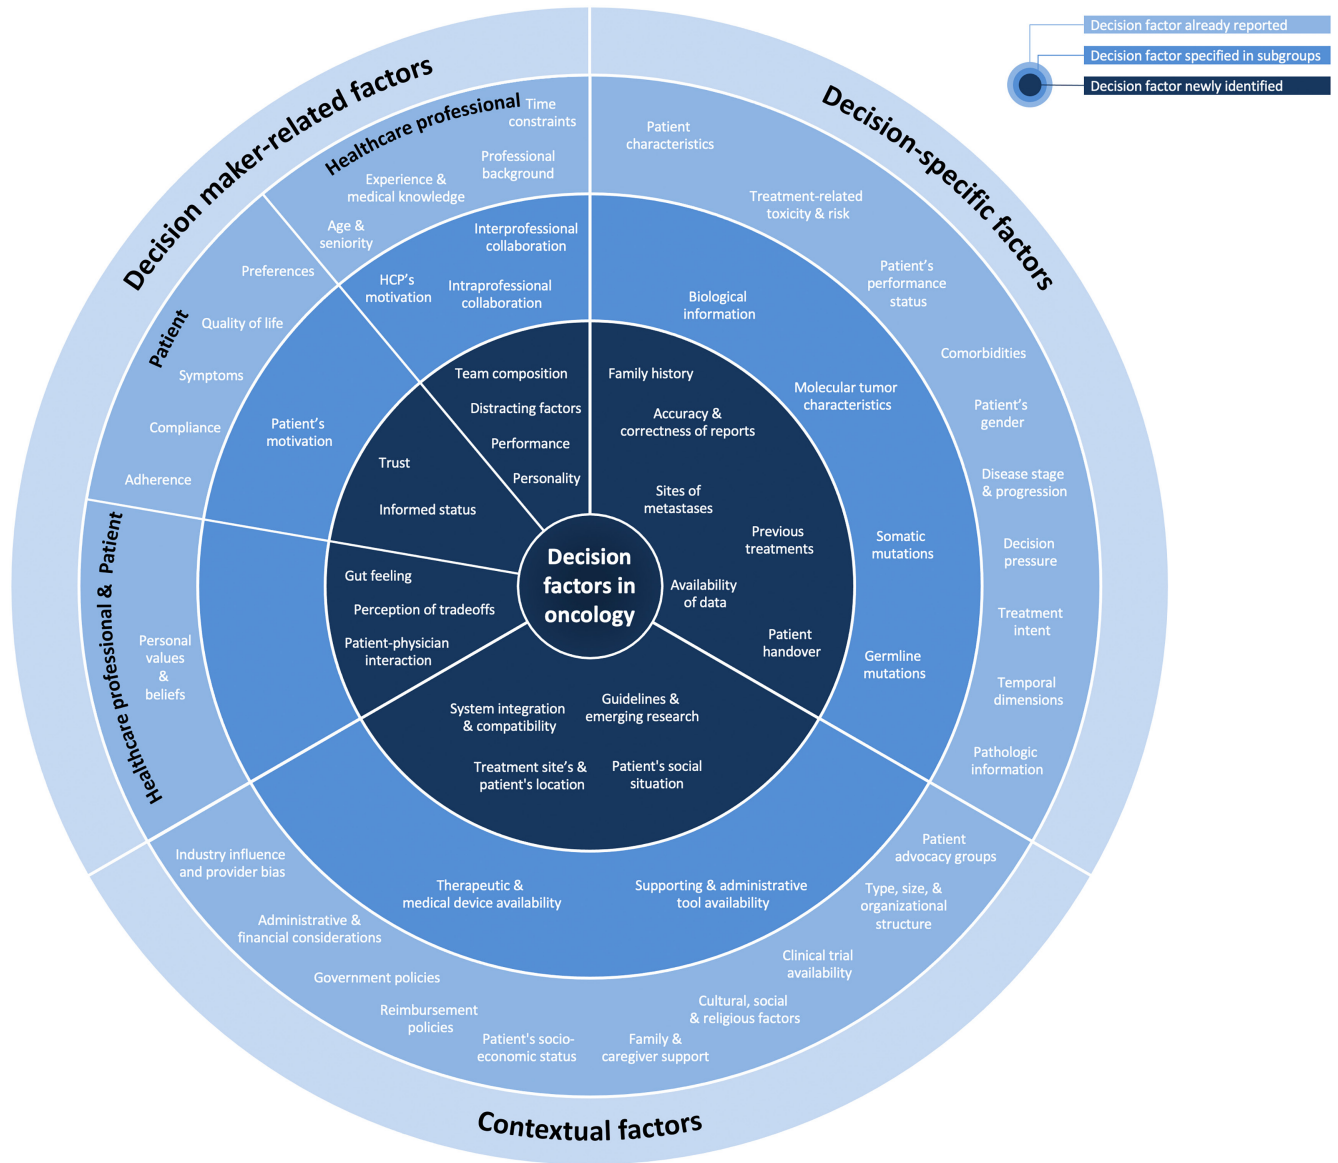 Decision factor already reported
Decision factor specified in subgroups
Decision factor newly identified
Decision maker-related factors
Healthcare professional
Time
constraints
Professional
background
Experience &
medical knowledge
Age &
seniority
Interprofessional
collaboration
HCP's
motivation
Intraprofessional
collaboration
Team composition
Distracting factors
Performance
Personality
Patient
Preferences
Quality of life
Symptoms
Compliance
Adherence
Patient's
motivation
Trust
Informed status
Healthcare professional & Patient
Personal
values
&
beliefs
Gut feeling
Perception of tradeoffs
Patient-physician
interaction
Decision
factors in
oncology
Decision-specific factors
Patient
characteristics
Treatment-related
toxicity & risk
Patient's
performance
status
Comorbidities
Patient's
gender
Disease stage
& progression
Decision
pressure
Treatment
intent
Temporal
dimensions
Pathologic
information
Biological
information
Molecular tumor
characteristics
Somatic
mutations
Germline
mutations
Family history
Accuracy &
correctness of reports
Sites of
metastases
Previous
treatments
Availability
of data
Patient
handover
System integration
& compatibility
Guidelines &
emerging research
Treatment site's &
patient's location
Patient's social
situation
Therapeutic &
medical device availability
Supporting & administrative
tool availability
Industry influence
and provider bias
Administrative &
financial considerations
Government policies
Reimbursement
policies
Patient's socio-
economic status
Family &
caregiver support
Cultural, social
& religious factors
Clinical trial
availability
Type, size, &
organizational
structure
Patient
advocacy groups
Contextual factors